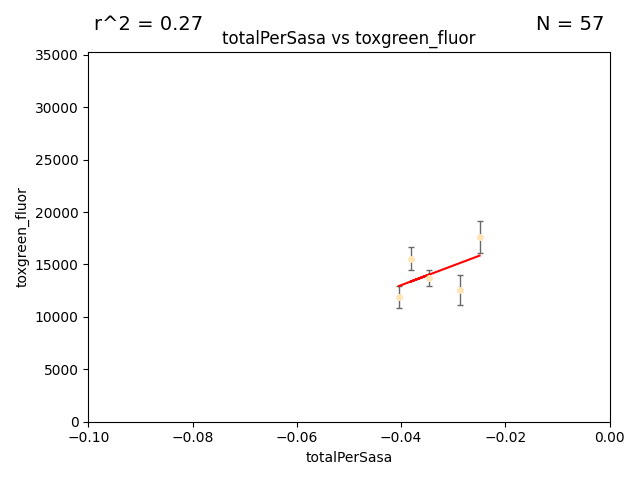 r^2 = 0.27
N = 57
totalPerSasa vs toxgreen_fluor
35000
30000
25000
20000
15000
10000
5000
0
toxgreen_fluor
−0.10
−0.08
−0.06
−0.04
−0.02
0.00
totalPerSasa